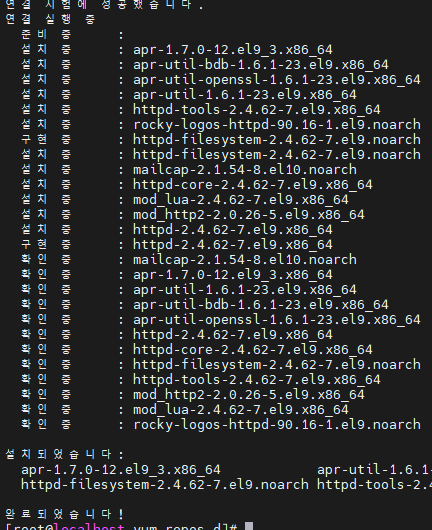 연결 시험에 성공했습니다.
연결 실행 중
준비 중 :
설치 중 : apr-1.7.0-12.el9_3.x86_64
설치 중 : apr-util-bdb-1.6.1-23.el9.x86_64
설치 중 : apr-util-openssl-1.6.1-23.el9.x86_64
설치 중 : apr-util-1.6.1-23.el9.x86_64
설치 중 : httpd-tools-2.4.62-7.el9.x86_64
설치 중 : rocky-logos-httpd-90.16-1.el9.noarch
구현 중 : httpd-filesystem-2.4.62-7.el9.noarch
설치 중 : httpd-filesystem-2.4.62-7.el9.noarch
설치 중 : mailcap-2.1.54-8.el10.noarch
설치 중 : httpd-core-2.4.62-7.el9.x86_64
설치 중 : mod_lua-2.4.62-7.el9.x86_64
설치 중 : mod_http2-2.0.26-5.el9.x86_64
설치 중 : httpd-2.4.62-7.el9.x86_64
구현 중 : httpd-2.4.62-7.el9.x86_64
확인 중 : mailcap-2.1.54-8.el10.noarch
확인 중 : apr-1.7.0-12.el9_3.x86_64
확인 중 : apr-util-1.6.1-23.el9.x86_64
확인 중 : apr-util-bdb-1.6.1-23.el9.x86_64
확인 중 : apr-util-openssl-1.6.1-23.el9.x86_64
확인 중 : httpd-2.4.62-7.el9.x86_64
확인 중 : httpd-core-2.4.62-7.el9.x86_64
확인 중 : httpd-filesystem-2.4.62-7.el9.noarch
확인 중 : httpd-tools-2.4.62-7.el9.x86_64
확인 중 : mod_http2-2.0.26-5.el9.x86_64
확인 중 : mod_lua-2.4.62-7.el9.x86_64
확인 중 : rocky-logos-httpd-90.16-1.el9.noarch
설치되었습니다:
apr-1.7.0-12.el9_3.x86_64 apr-util-1.6.1-
httpd-filesystem-2.4.62-7.el9.noarch httpd-tools-2.4.6
완료되었습니다!
[root@localhost yum.repos.d]#